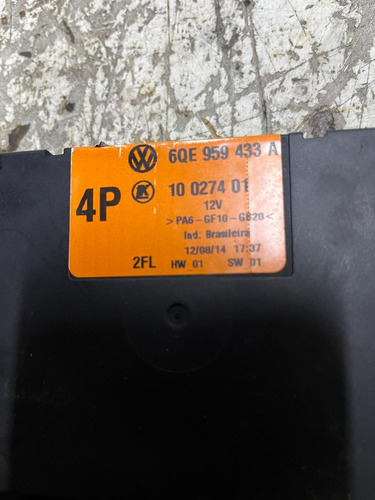 6QE 959 433 A
4P
10 0274 01
12V
>PA6-GF10-GB20<
Ind. Brasileira
12/08/14 17:37
2FL HW 01 SW 01